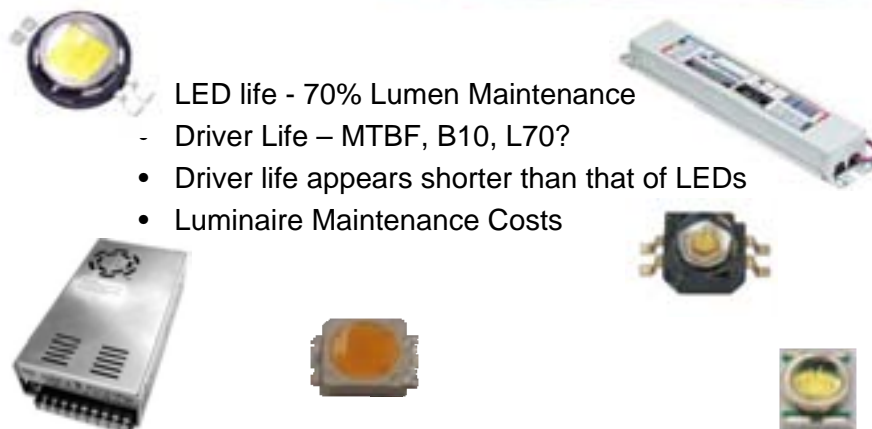 LED life - 70% Lumen Maintenance
- Driver Life – MTBF, B10, L70?
• Driver life appears shorter than that of LEDs
• Luminaire Maintenance Costs